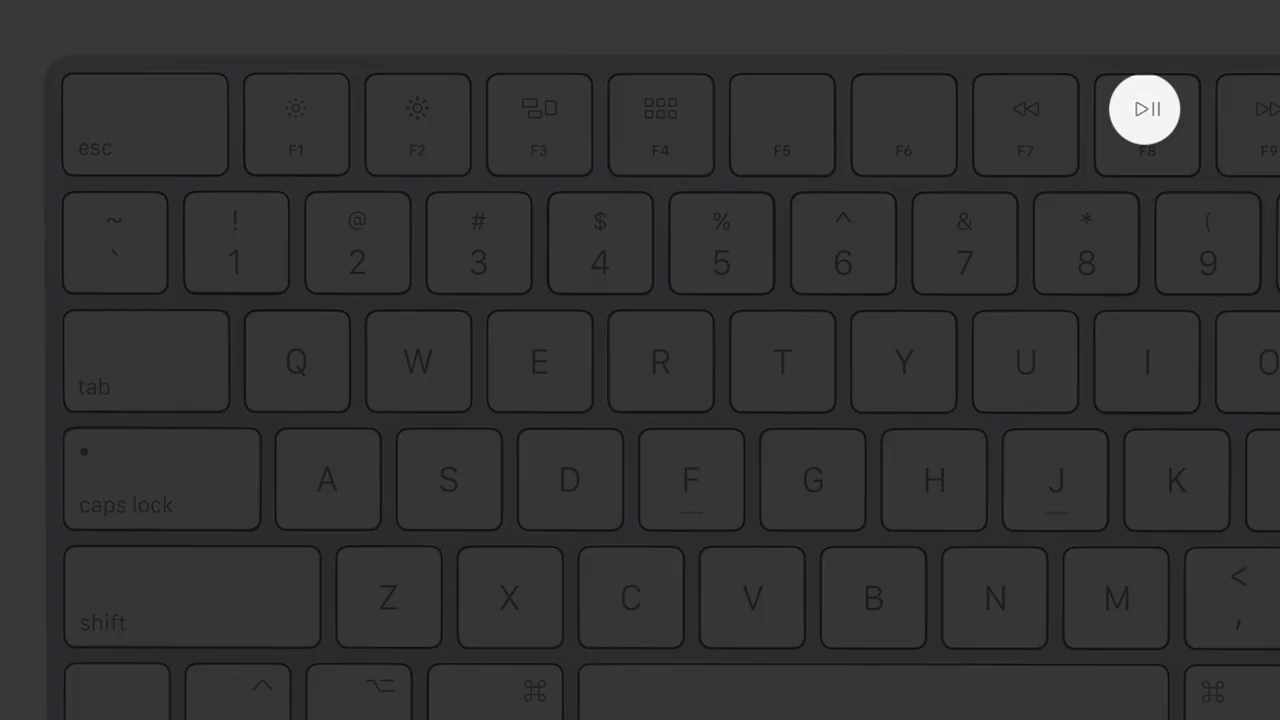 esc F1 F2 F3 F4 F5 F6 F7 F8 F9
~ ! @ # $ % ^ & * (
` 1 2 3 4 5 6 7 8 9
tab Q W E R T Y U I O
caps lock A S D F G H J K
shift Z X C V B N M <
,
⌃ ⌥ ⌘ ⌘